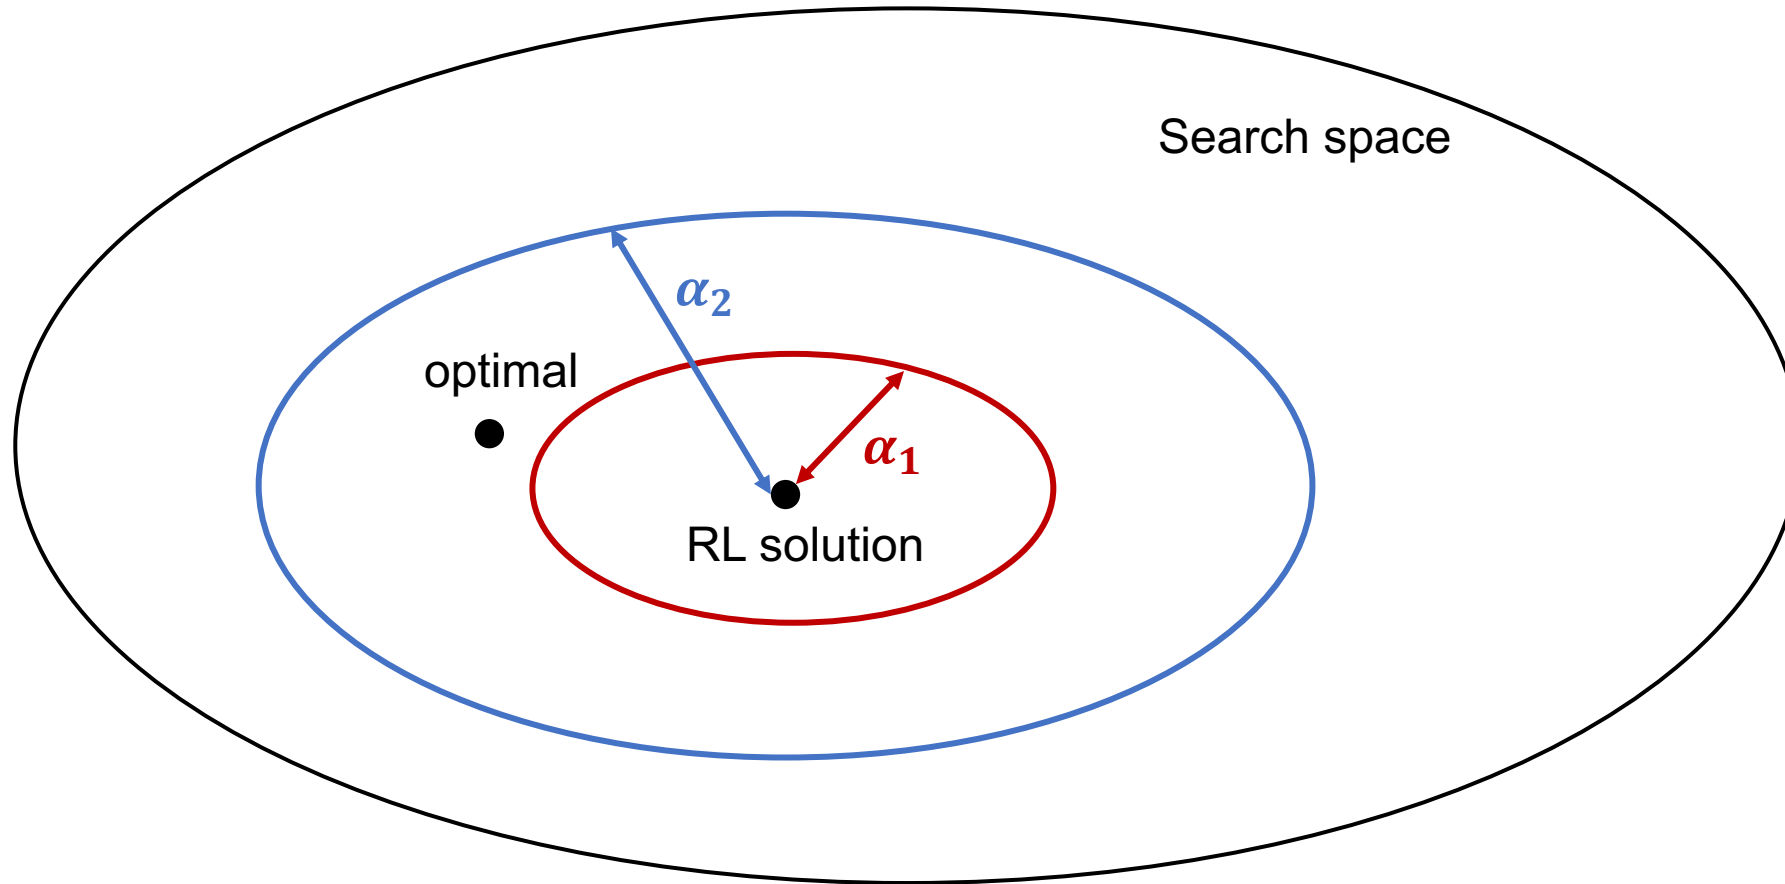 Search space
α₂
optimal
α₁
RL solution